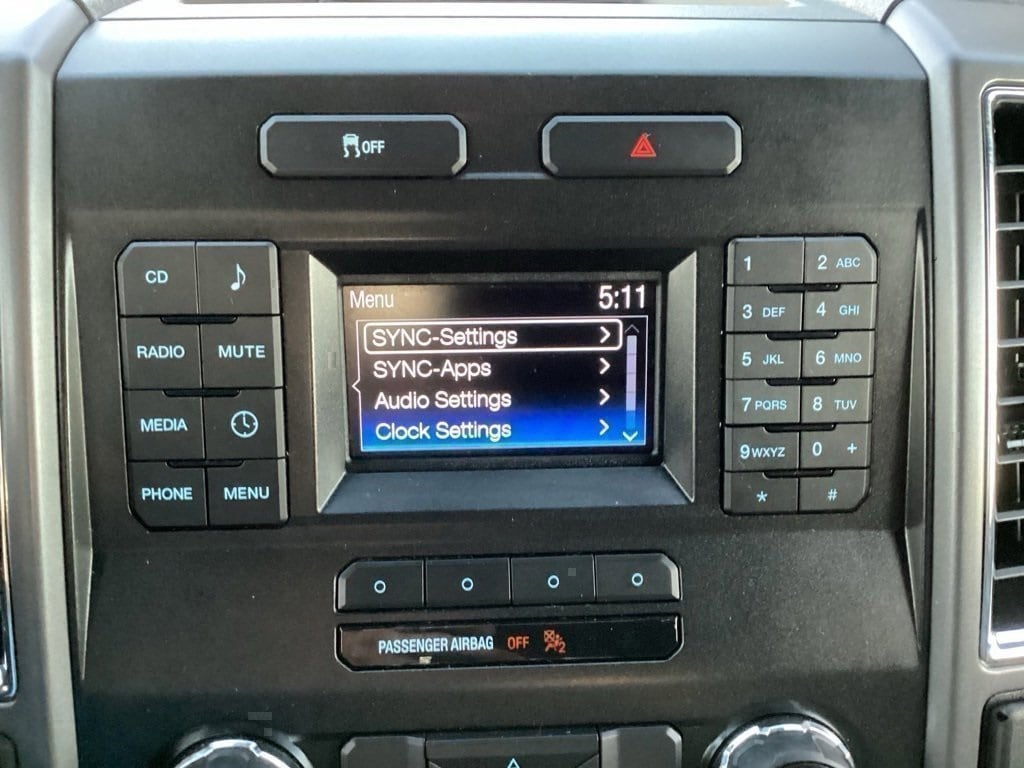 OFF
CD
RADIO MUTE
MEDIA
PHONE MENU
Menu 5:11
SYNC-Settings >
SYNC-Apps >
Audio Settings >
Clock Settings >
1 2 ABC
3 DEF 4 GHI
5 JKL 6 MNO
7 PQRS 8 TUV
9 WXYZ 0 +
* #
PASSENGER AIRBAG OFF 2